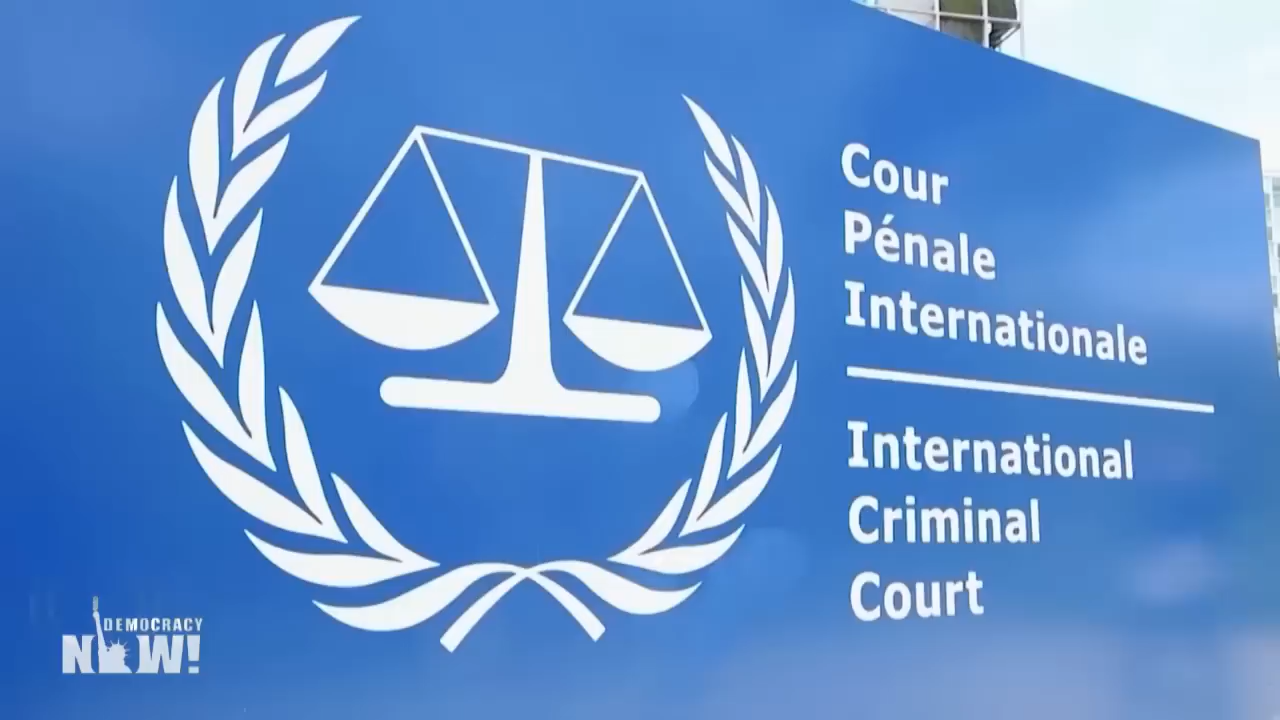 Cour
Pénale
Internationale
International
Criminal
Court
DEMOCRACY
NOW!